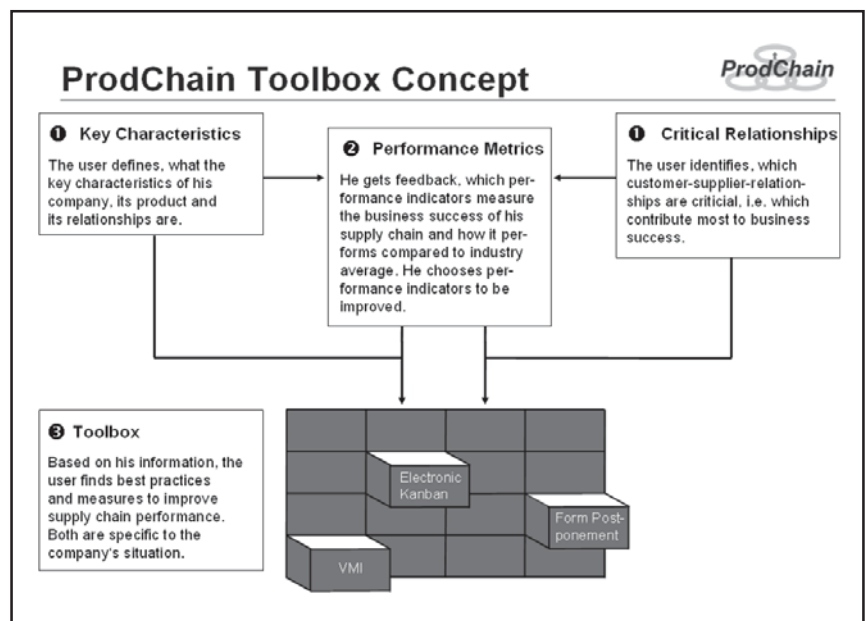 ProdChain Toolbox Concept
ProdChain
❶ Key Characteristics
The user defines, what the
key characteristics of his
company, its product and
its relationships are.
❷ Performance Metrics
He gets feedback, which per-
formance indicators measure
the business success of his
supply chain and how it per-
forms compared to industry
average. He chooses per-
formance indicators to be
improved.
❶ Critical Relationships
The user identifies, which
customer-supplier-relation-
ships are criticial, i.e. which
contribute most to business
success.
❸ Toolbox
Based on his information, the
user finds best practices
and measures to improve
supply chain performance.
Both are specific to the
company's situation.
Electronic
Kanban
Form Post-
ponement
VMI